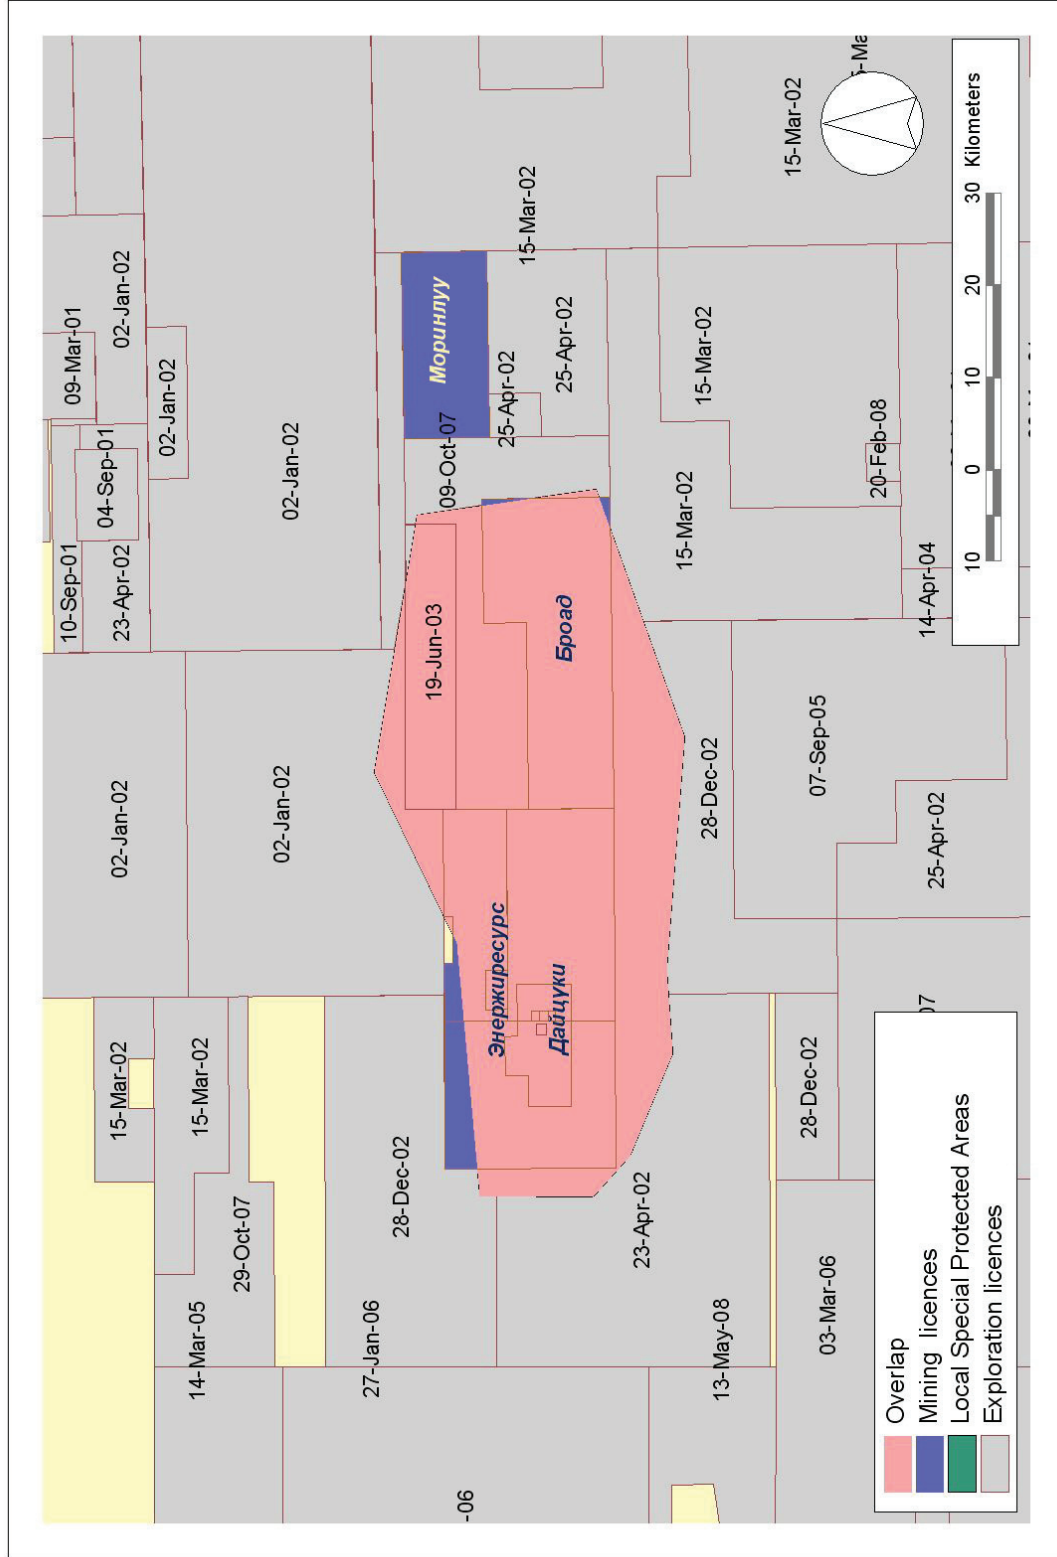 10-Sep-01
09-Mar-01
04-Sep-01
15-Mar-02
02-Jan-02
23-Apr-02
02-Jan-02
02-Jan-02
14-Mar-05
15-Mar-02
29-Oct-07
02-Jan-02
02-Jan-02
27-Jan-06
28-Dec-02
19-Jun-03
Моринлуу
09-Oct-07
-06
Энержиресурс
25-Apr-02
15-Mar-02
Дайцуки
Броад
25-Apr-02
23-Apr-02
15-Mar-02
15-Mar-02
28-Dec-02
13-May-08
15-Mar-02
28-Dec-02
07-Sep-05
03-Mar-06
20-Feb-08
14-Apr-04
25-Apr-02
07
Overlap
Mining licences
Local Special Protected Areas
Exploration licences
10 0 10 20 30 Kilometers